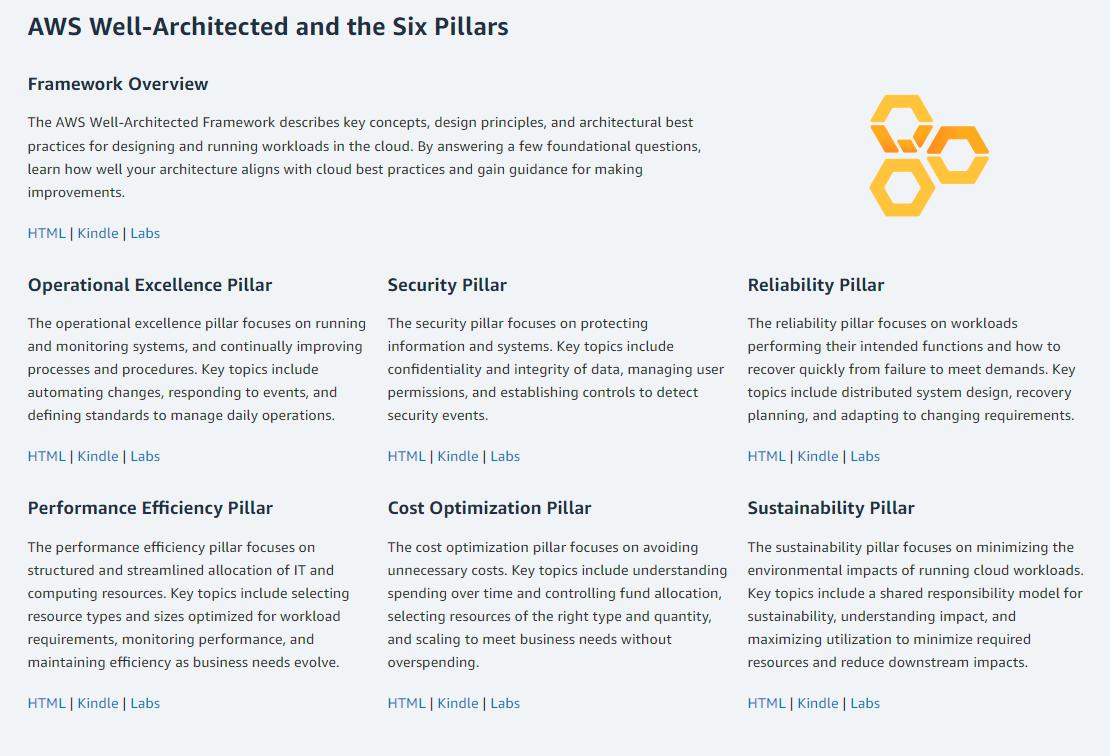 AWS Well-Architected and the Six Pillars
Framework Overview
The AWS Well-Architected Framework describes key concepts, design principles, and architectural best
practices for designing and running workloads in the cloud. By answering a few foundational questions,
learn how well your architecture aligns with cloud best practices and gain guidance for making
improvements.
HTML | Kindle | Labs
Operational Excellence Pillar
The operational excellence pillar focuses on running
and monitoring systems, and continually improving
processes and procedures. Key topics include
automating changes, responding to events, and
defining standards to manage daily operations.
HTML | Kindle | Labs
Security Pillar
The security pillar focuses on protecting
information and systems. Key topics include
confidentiality and integrity of data, managing user
permissions, and establishing controls to detect
security events.
HTML | Kindle | Labs
Reliability Pillar
The reliability pillar focuses on workloads
performing their intended functions and how to
recover quickly from failure to meet demands. Key
topics include distributed system design, recovery
planning, and adapting to changing requirements.
HTML | Kindle | Labs
Performance Efficiency Pillar
The performance efficiency pillar focuses on
structured and streamlined allocation of IT and
computing resources. Key topics include selecting
resource types and sizes optimized for workload
requirements, monitoring performance, and
maintaining efficiency as business needs evolve.
HTML | Kindle | Labs
Cost Optimization Pillar
The cost optimization pillar focuses on avoiding
unnecessary costs. Key topics include understanding
spending over time and controlling fund allocation,
selecting resources of the right type and quantity,
and scaling to meet business needs without
overspending.
HTML | Kindle | Labs
Sustainability Pillar
The sustainability pillar focuses on minimizing the
environmental impacts of running cloud workloads.
Key topics include a shared responsibility model for
sustainability, understanding impact, and
maximizing utilization to minimize required
resources and reduce downstream impacts.
HTML | Kindle | Labs